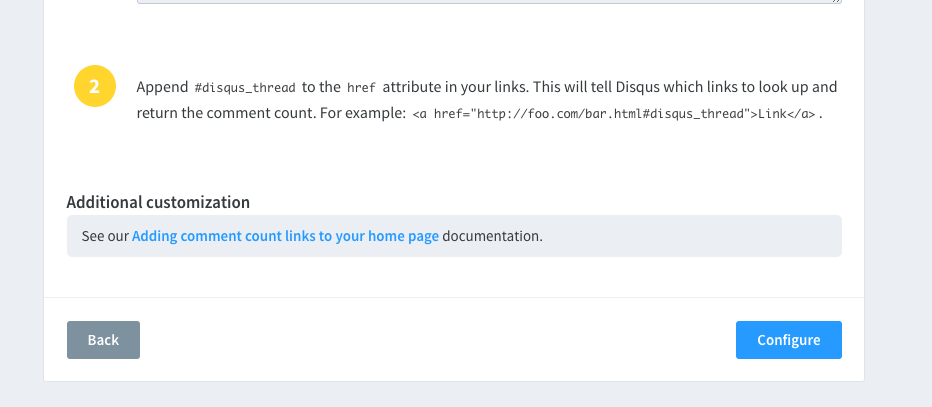 2
Append #disqus_thread to the href attribute in your links. This will tell Disqus which links to look up and
return the comment count. For example: <a href="http://foo.com/bar.html#disqus_thread">Link</a>.
Additional customization
See our Adding comment count links to your home page documentation.
Back
Configure